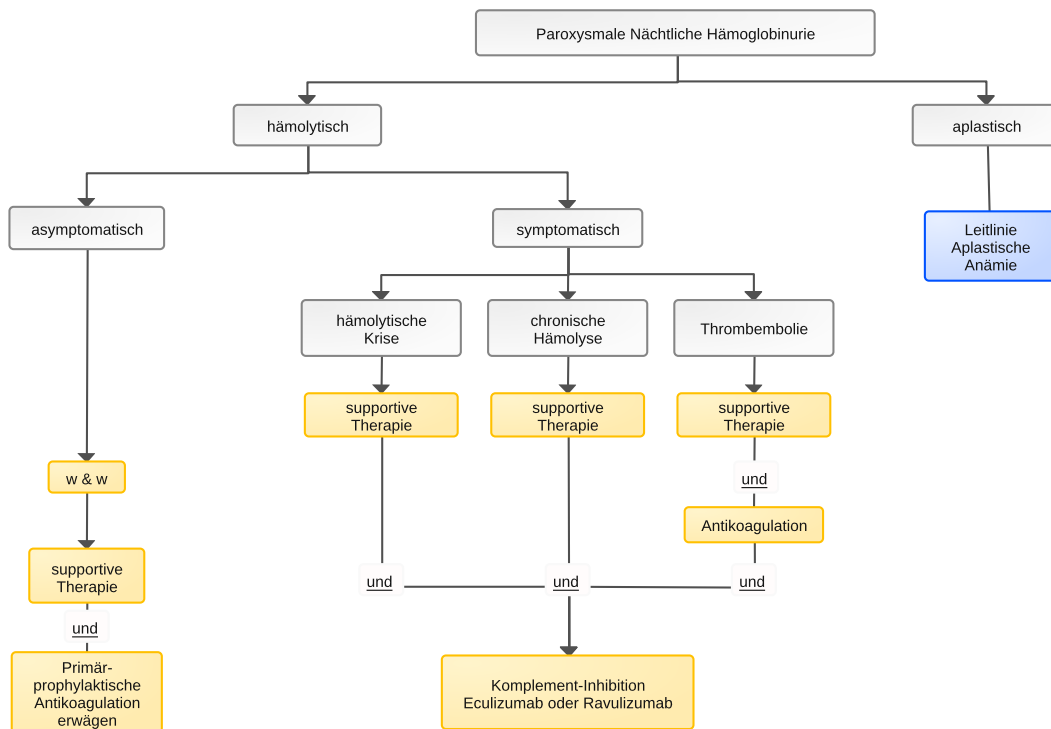 Paroxysmale Nächtliche Hämoglobinurie
hämolytisch
aplastisch
asymptomatisch
symptomatisch
Leitlinie
Aplastische
Anämie
hämolytische
Krise
chronische
Hämolyse
Thrombembolie
supportive
Therapie
supportive
Therapie
supportive
Therapie
w & w
und
Antikoagulation
supportive
Therapie
und
und
und
und
Primär-
prophylaktische
Antikoagulation
erwägen
Komplement-Inhibition
Eculizumab oder Ravulizumab